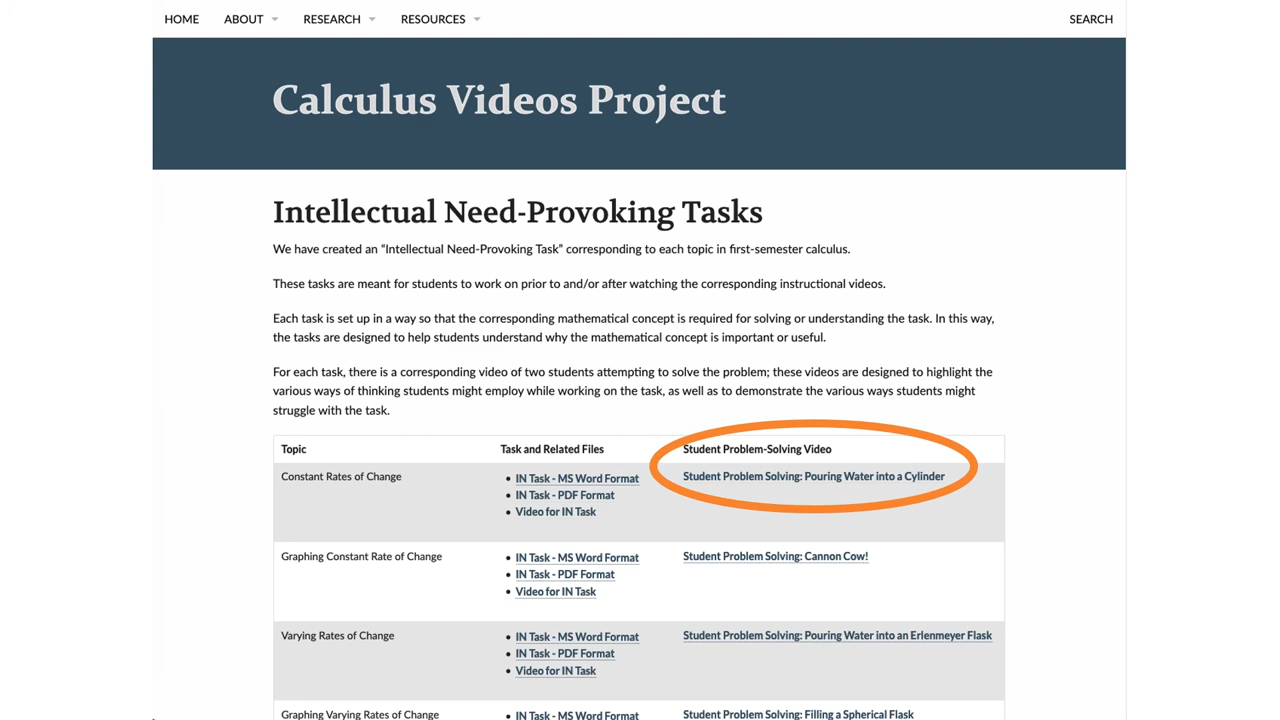 HOME ABOUT RESEARCH RESOURCES SEARCH
Calculus Videos Project
Intellectual Need-Provoking Tasks
We have created an “Intellectual Need-Provoking Task” corresponding to each topic in first-semester calculus.
These tasks are meant for students to work on prior to and/or after watching the corresponding instructional videos.
Each task is set up in a way so that the corresponding mathematical concept is required for solving or understanding the task. In this way,
the tasks are designed to help students understand why the mathematical concept is important or useful.
For each task, there is a corresponding video of two students attempting to solve the problem; these videos are designed to highlight the
various ways of thinking students might employ while working on the task, as well as to demonstrate the various ways students might
struggle with the task.
Topic Task and Related Files Student Problem-Solving Video
Constant Rates of Change • IN Task - MS Word Format Student Problem Solving: Pouring Water into a Cylinder
• IN Task - PDF Format
• Video for IN Task
Graphing Constant Rate of Change • IN Task - MS Word Format Student Problem Solving: Cannon Cow!
• IN Task - PDF Format
• Video for IN Task
Varying Rates of Change • IN Task - MS Word Format Student Problem Solving: Pouring Water into an Erlenmeyer Flask
• IN Task - PDF Format
• Video for IN Task
Graphing Varying Rates of Change • IN Task - MS Word Format Student Problem Solving: Filling a Spherical Flask